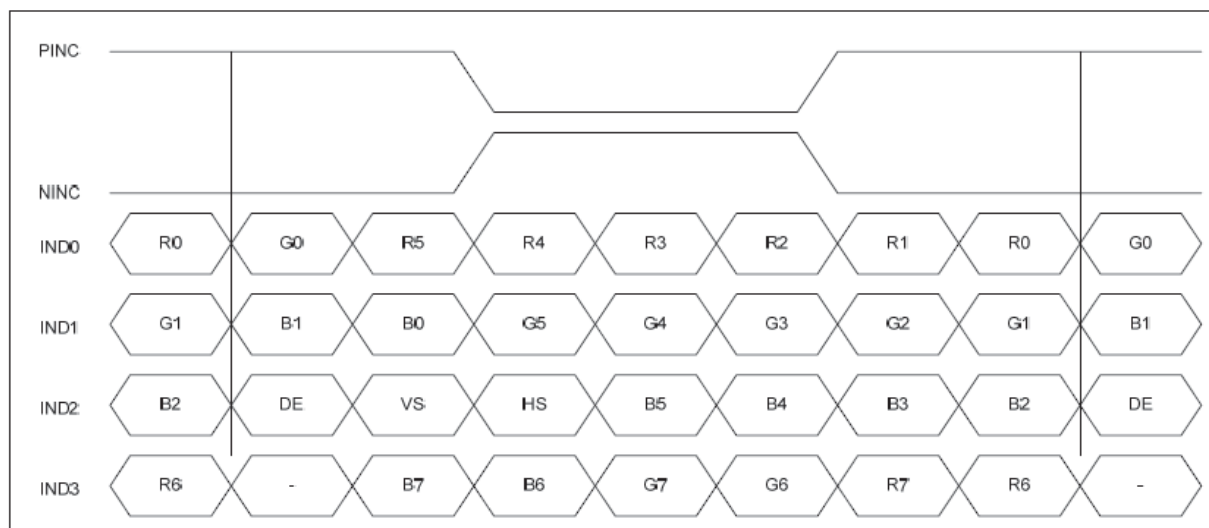 PINC
NINC
IND0 R0 G0 R5 R4 R3 R2 R1 R0 G0
IND1 G1 B1 B0 G5 G4 G3 G2 G1 B1
IND2 B2 DE VS HS B5 B4 B3 B2 DE
IND3 R6 - B7 B6 G7 G6 R7 R6 -